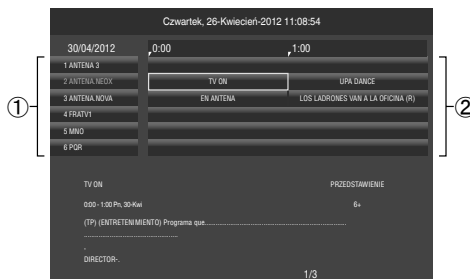 Czwartek, 26-Kwiecień-2012 11:08:54
30/04/2012 0:00 1:00
1 ANTENA 3
2 ANTENA.NEOX TV ON UPA DANCE
3 ANTENA.NOVA EN ANTENA LOS LADRONES VAN A LA OFICINA (R)
4 FRATV1
5 MNO
6 PQR
① ②
TV ON PRZEDSTAWIENIE
0:00 - 1:00 Pn, 30-Kwi 6+
(TP) (ENTRETENIMIENTO) Programa que..............................................................
..........................................
.
DIRECTOR-.
1/3